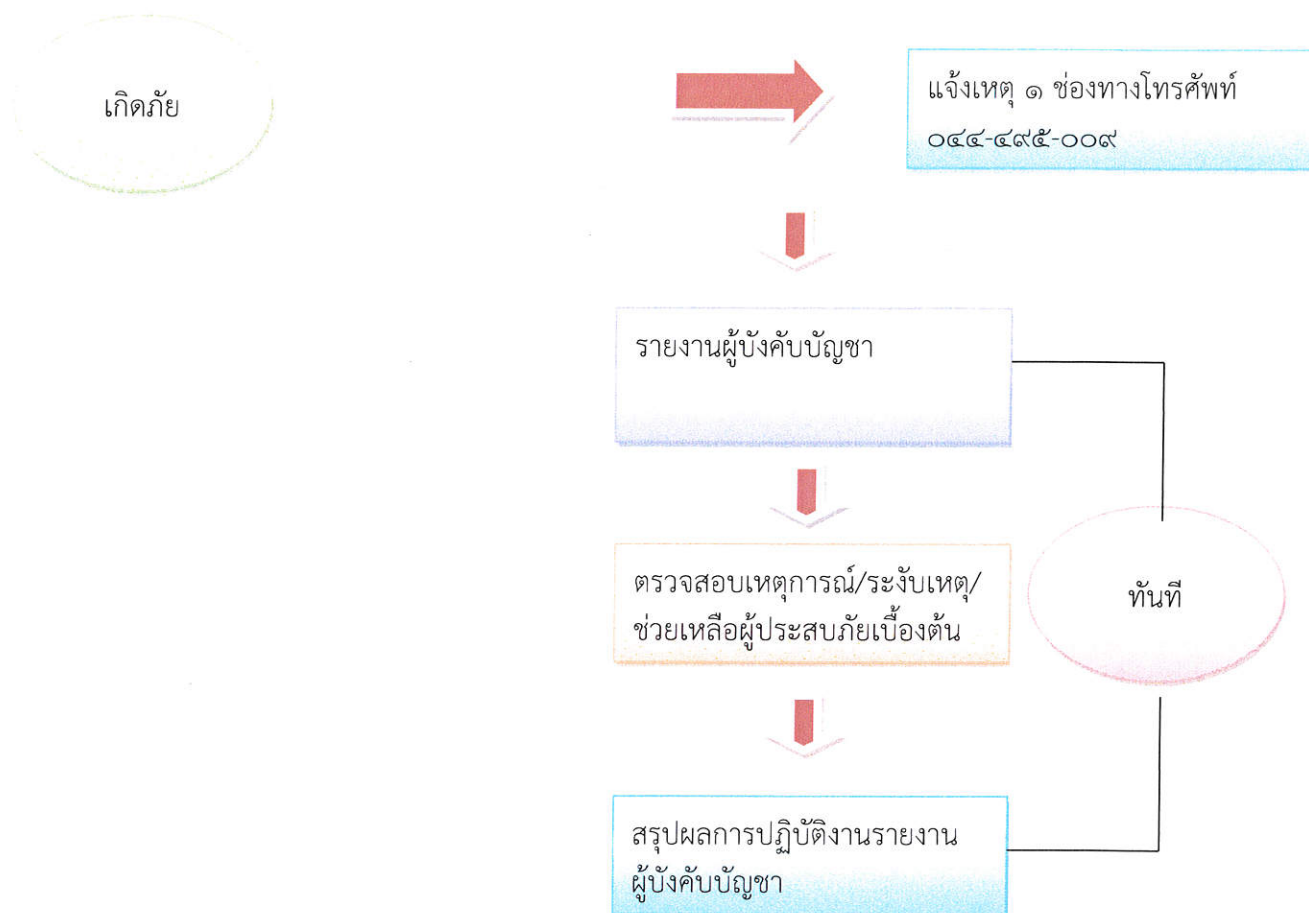 เกิดภัย
แจ้งเหตุ ๑ ช่องทางโทรศัพท์
๐๔๔-๔๙๕-๐๐๙
รายงานผู้บังคับบัญชา
ตรวจสอบเหตุการณ์/ระงับเหตุ/
ช่วยเหลือผู้ประสบภัยเบื้องต้น
ทันที
สรุปผลการปฏิบัติงานรายงาน
ผู้บังคับบัญชา